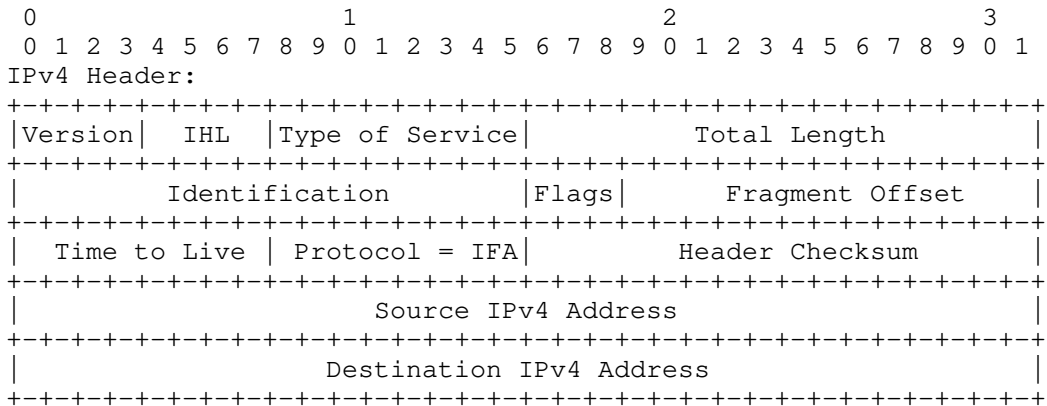 0                   1                   2                   3
 0 1 2 3 4 5 6 7 8 9 0 1 2 3 4 5 6 7 8 9 0 1 2 3 4 5 6 7 8 9 0 1
IPv4 Header:
+-+-+-+-+-+-+-+-+-+-+-+-+-+-+-+-+-+-+-+-+-+-+-+-+-+-+-+-+-+-+-+-+
|Version|  IHL  |Type of Service|          Total Length         |
+-+-+-+-+-+-+-+-+-+-+-+-+-+-+-+-+-+-+-+-+-+-+-+-+-+-+-+-+-+-+-+-+
|         Identification        |Flags|      Fragment Offset    |
+-+-+-+-+-+-+-+-+-+-+-+-+-+-+-+-+-+-+-+-+-+-+-+-+-+-+-+-+-+-+-+-+
|  Time to Live | Protocol = IFA|         Header Checksum       |
+-+-+-+-+-+-+-+-+-+-+-+-+-+-+-+-+-+-+-+-+-+-+-+-+-+-+-+-+-+-+-+-+
|                      Source IPv4 Address                      |
+-+-+-+-+-+-+-+-+-+-+-+-+-+-+-+-+-+-+-+-+-+-+-+-+-+-+-+-+-+-+-+-+
|                   Destination IPv4 Address                    |
+-+-+-+-+-+-+-+-+-+-+-+-+-+-+-+-+-+-+-+-+-+-+-+-+-+-+-+-+-+-+-+-+